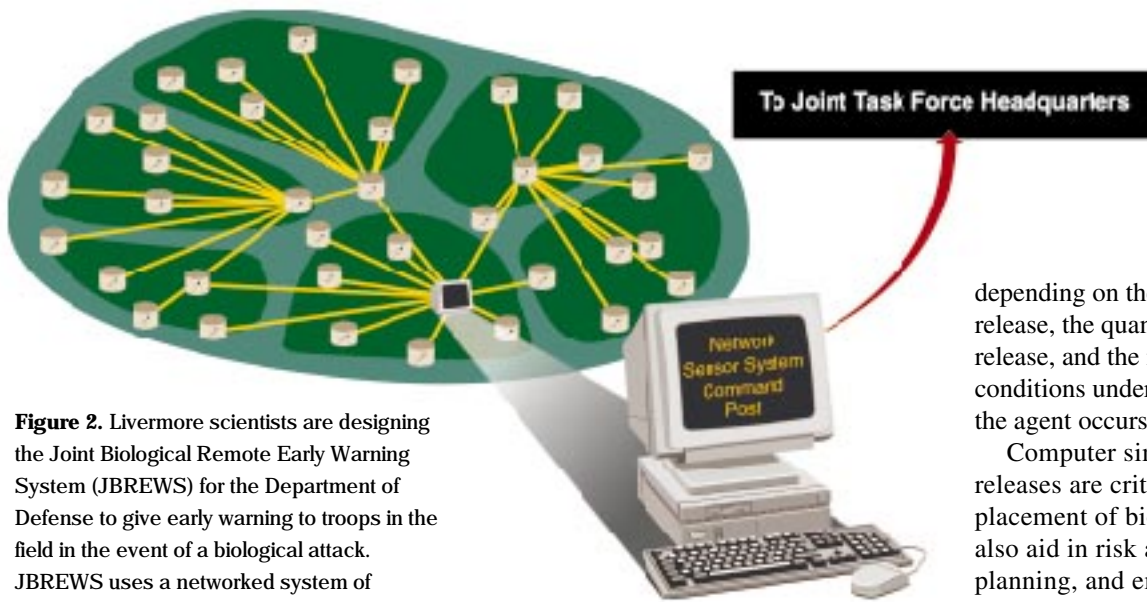 To Joint Task Force Headquarters
Network
Sensor System
Command
Post
Figure 2. Livermore scientists are designing
the Joint Biological Remote Early Warning
System (JBREWS) for the Department of
Defense to give early warning to troops in the
field in the event of a biological attack.
JBREWS uses a networked system of
depending on th
release, the quan
release, and the
conditions under
the agent occurs
Computer sin
releases are crit
placement of bi
also aid in risk a
planning, and en